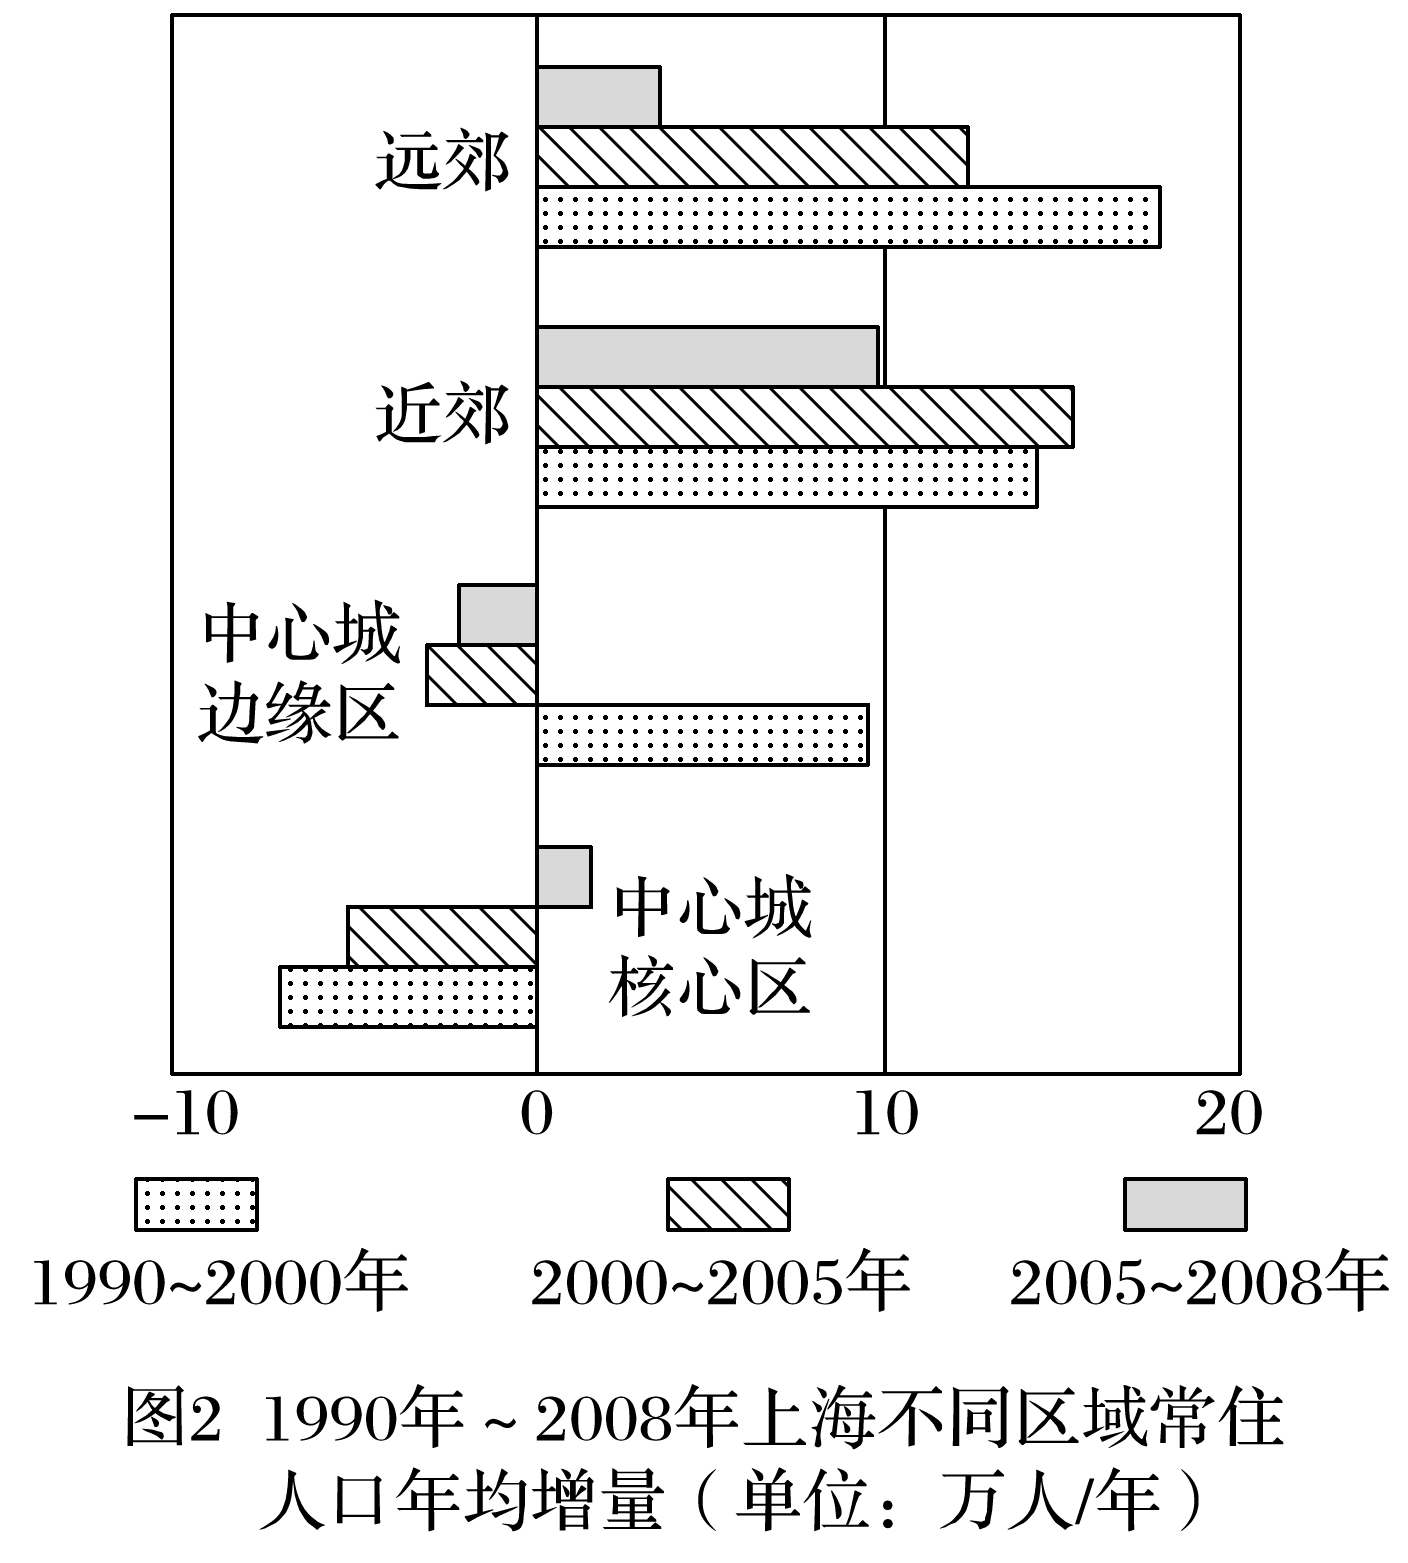 远郊
近郊
中心城
边缘区
中心城
核心区
−10 0 10 20
1990~2000年 2000~2005年 2005~2008年
图2 1990年~2008年上海不同区域常住
人口年均增量（单位：万人/年）